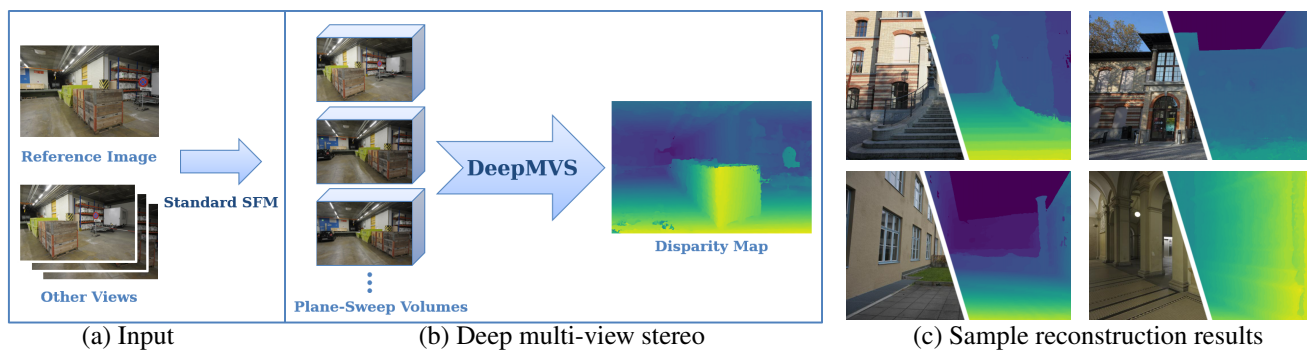 Reference Image
Standard SFM
Other Views
Plane-Sweep Volumes
DeepMVS
Disparity Map
(a) Input
(b) Deep multi-view stereo
(c) Sample reconstruction results